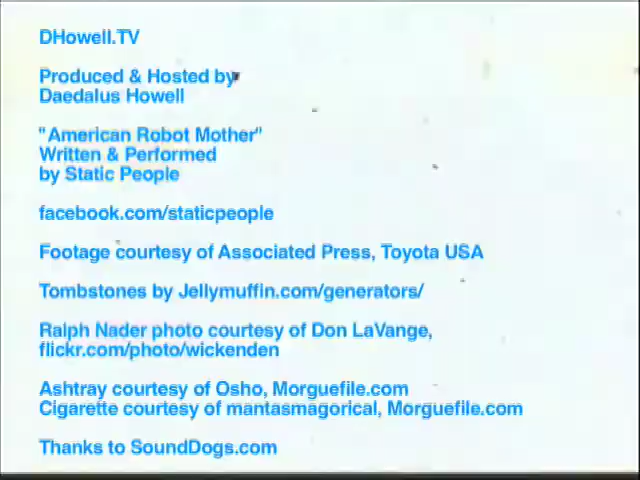 DHowell.TV
Produced & Hosted by
Daedalus Howell
"American Robot Mother"
Written & Performed
by Static People
facebook.com/staticpeople
Footage courtesy of Associated Press, Toyota USA
Tombstones by Jellymuffin.com/generators/
Ralph Nader photo courtesy of Don LaVange,
flickr.com/photo/wickenden
Ashtray courtesy of Osho, Morguefile.com
Cigarette courtesy of mantasmagorical, Morguefile.com
Thanks to SoundDogs.com